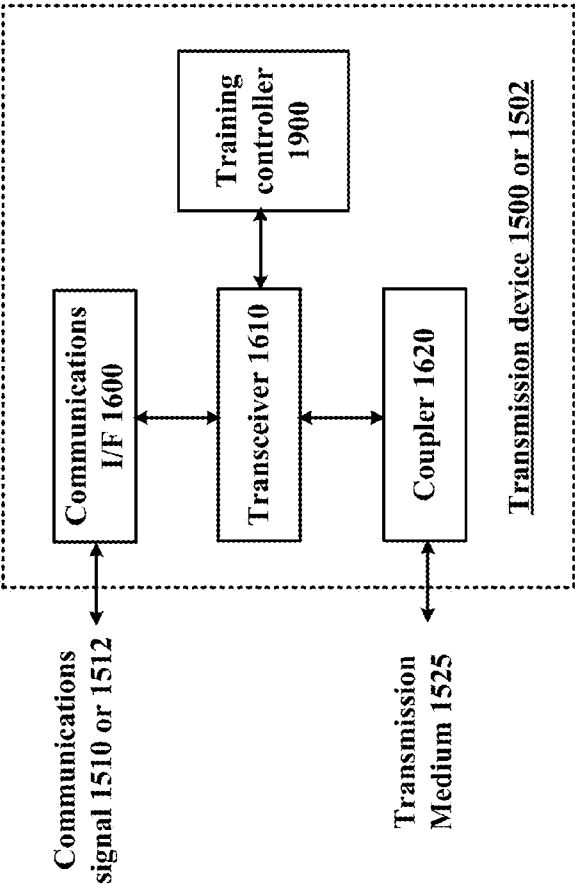 Training
controller
1900
Communications
I/F 1600
Transceiver 1610
Coupler 1620
Transmission device 1500 or 1502
Communications
signal 1510 or 1512
Transmission
Medium 1525